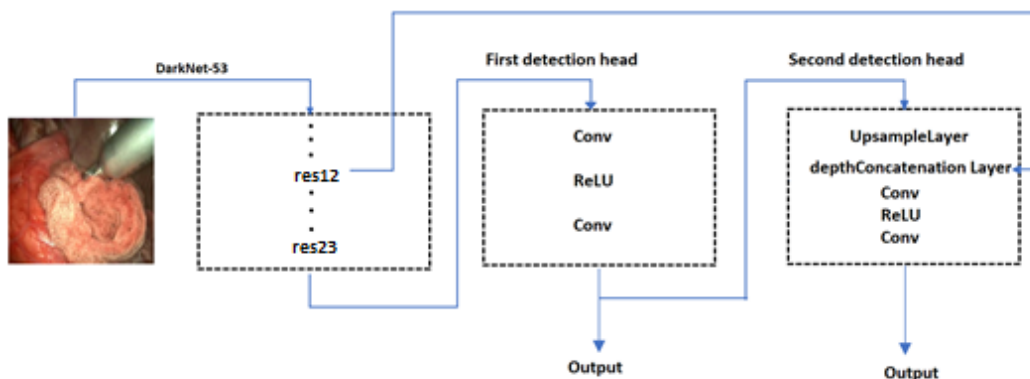 DarkNet-53
res12
res23
First detection head
Conv
ReLU
Conv
Output
Second detection head
UpsampleLayer
depthConcatenation Layer
Conv
ReLU
Conv
Output